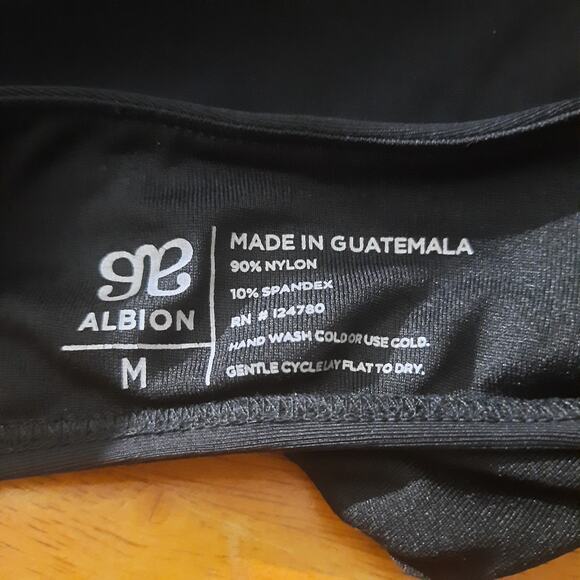 ALBION
M
MADE IN GUATEMALA
90% NYLON
10% SPANDEX
RN # 124780
HAND WASH COLD OR USE COLD.
GENTLE CYCLE LAY FLAT TO DRY.